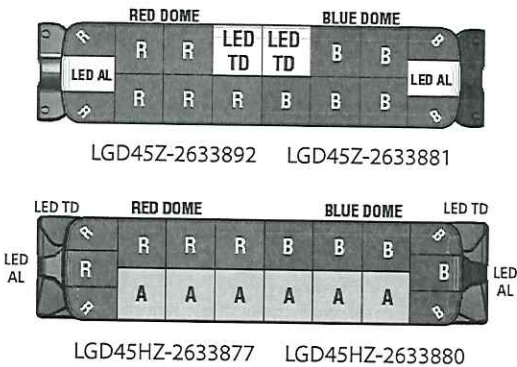 RED DOME BLUE DOME
R R R LED TD LED TD B B B
LED AL LED AL
R R R R B B B B
LGD45Z-2633892 LGD45Z-2633881
LED TD RED DOME BLUE DOME LED TD
R R R R B B B B
LED AL R B LED AL
R A A A A A A B
LGD45HZ-2633877 LGD45HZ-2633880